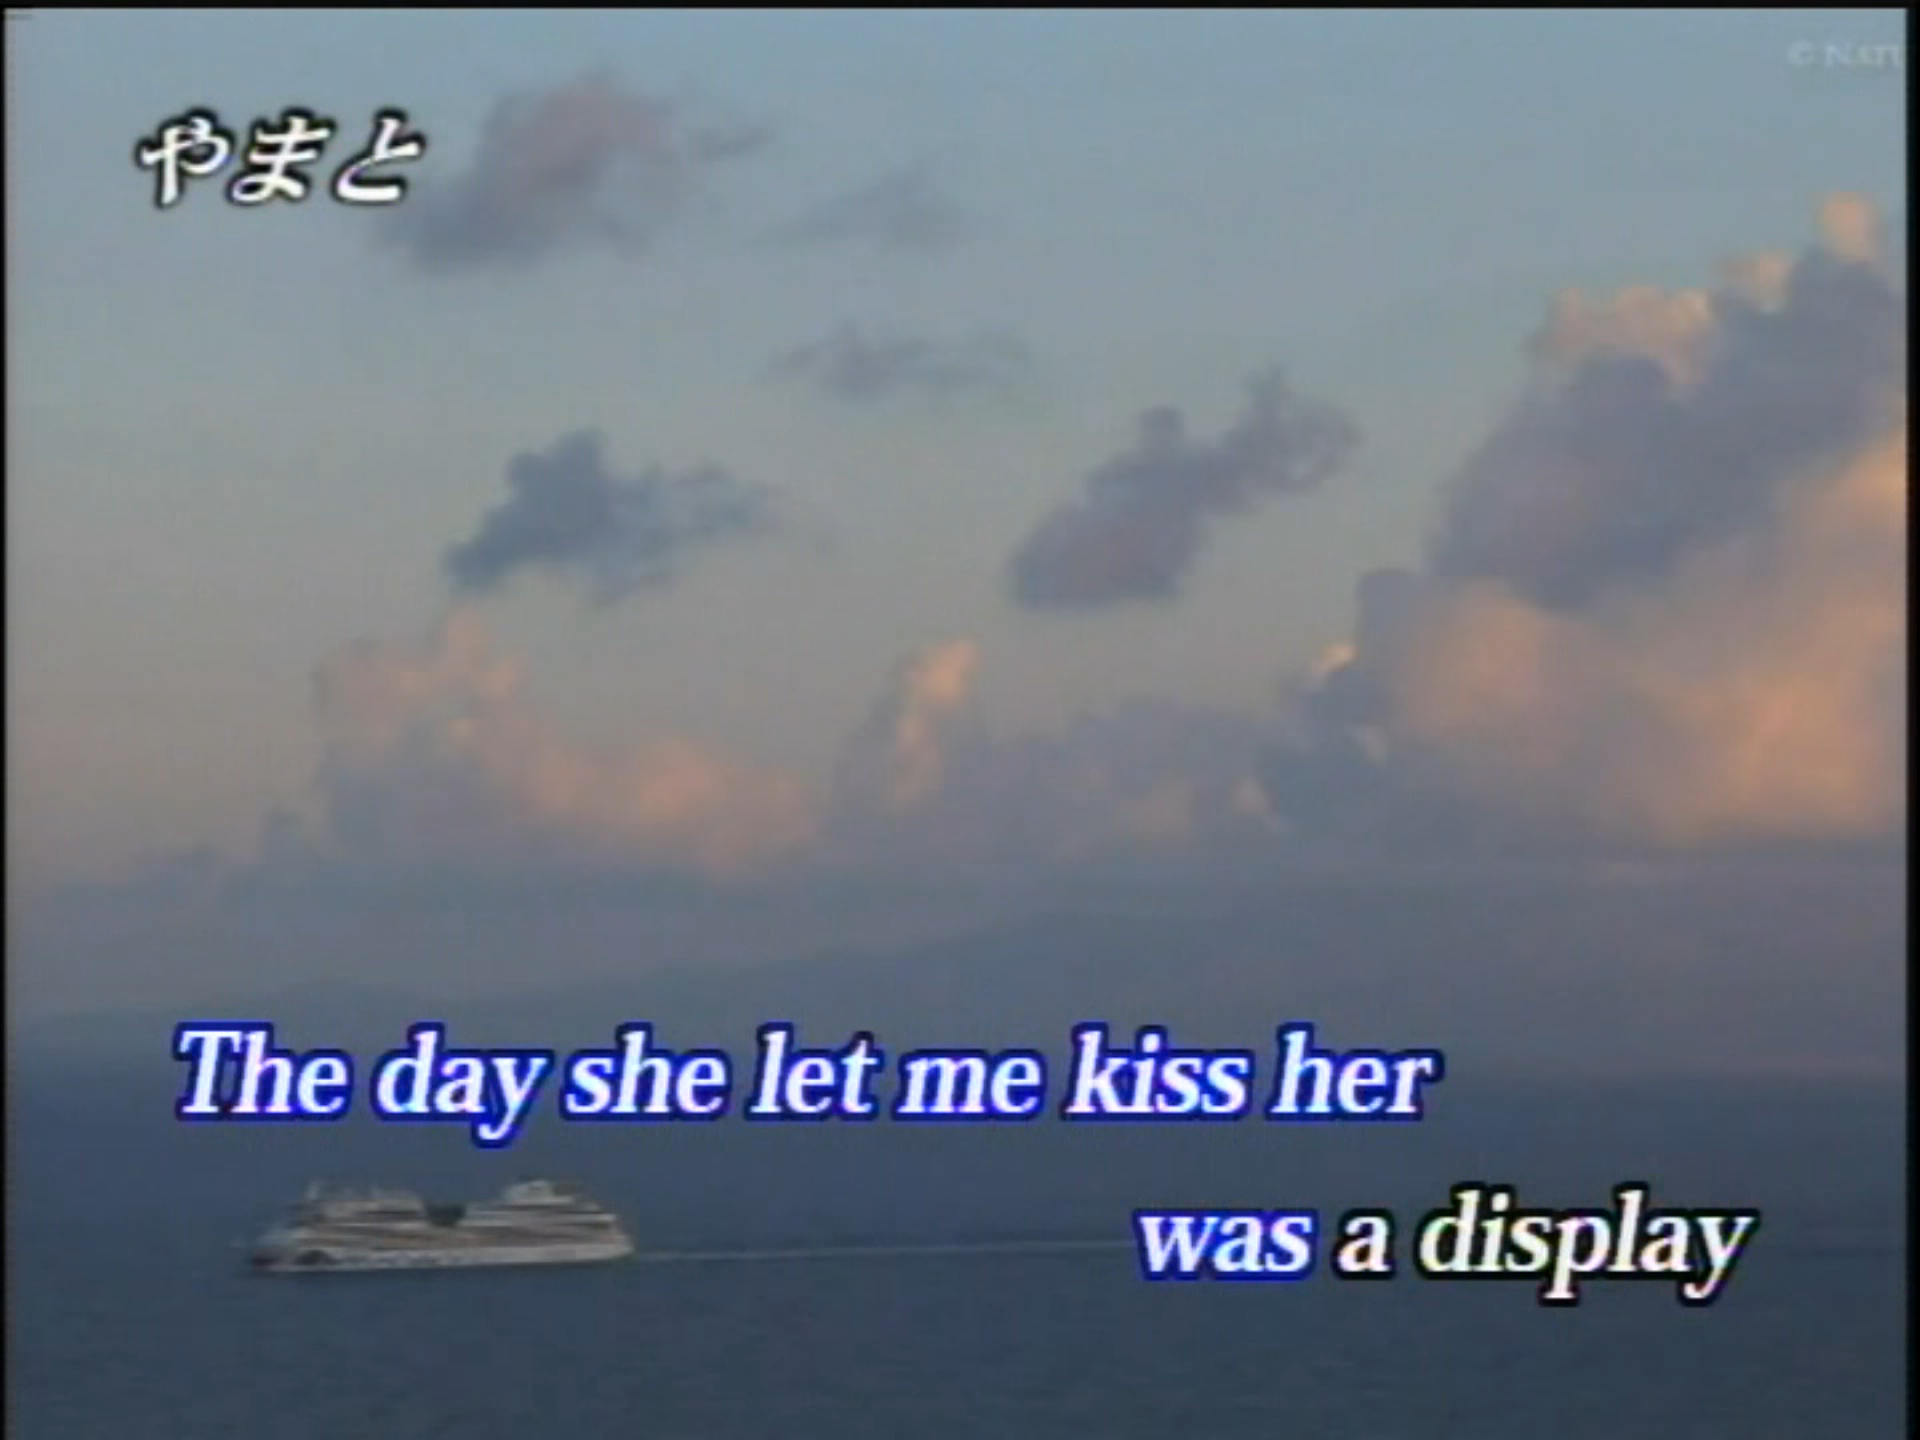 やまと
The day she let me kiss her
was a display